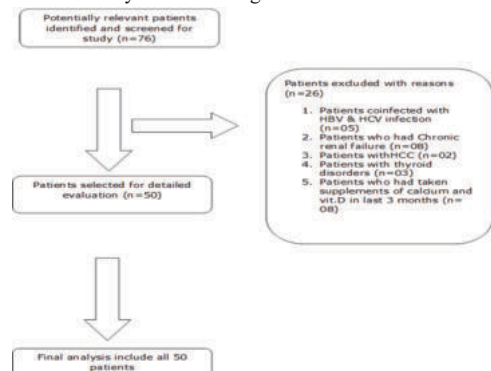 Potentially relevant patients
identified and screened for
study (n=76)
Patients excluded with reasons
(n=26)
1. Patients coinfected with
HBV & HCV infection
(n=05)
2. Patients who had Chronic
renal failure (n=08)
3. Patients withHCC (n=02)
4. Patients with thyroid
disorders (n=03)
5. Patients who had taken
supplements of calcium and
vit.D in last 3 months (n=
08)
Patients selected for detailed
evaluation (n=50)
Final analysis include all 50
patients